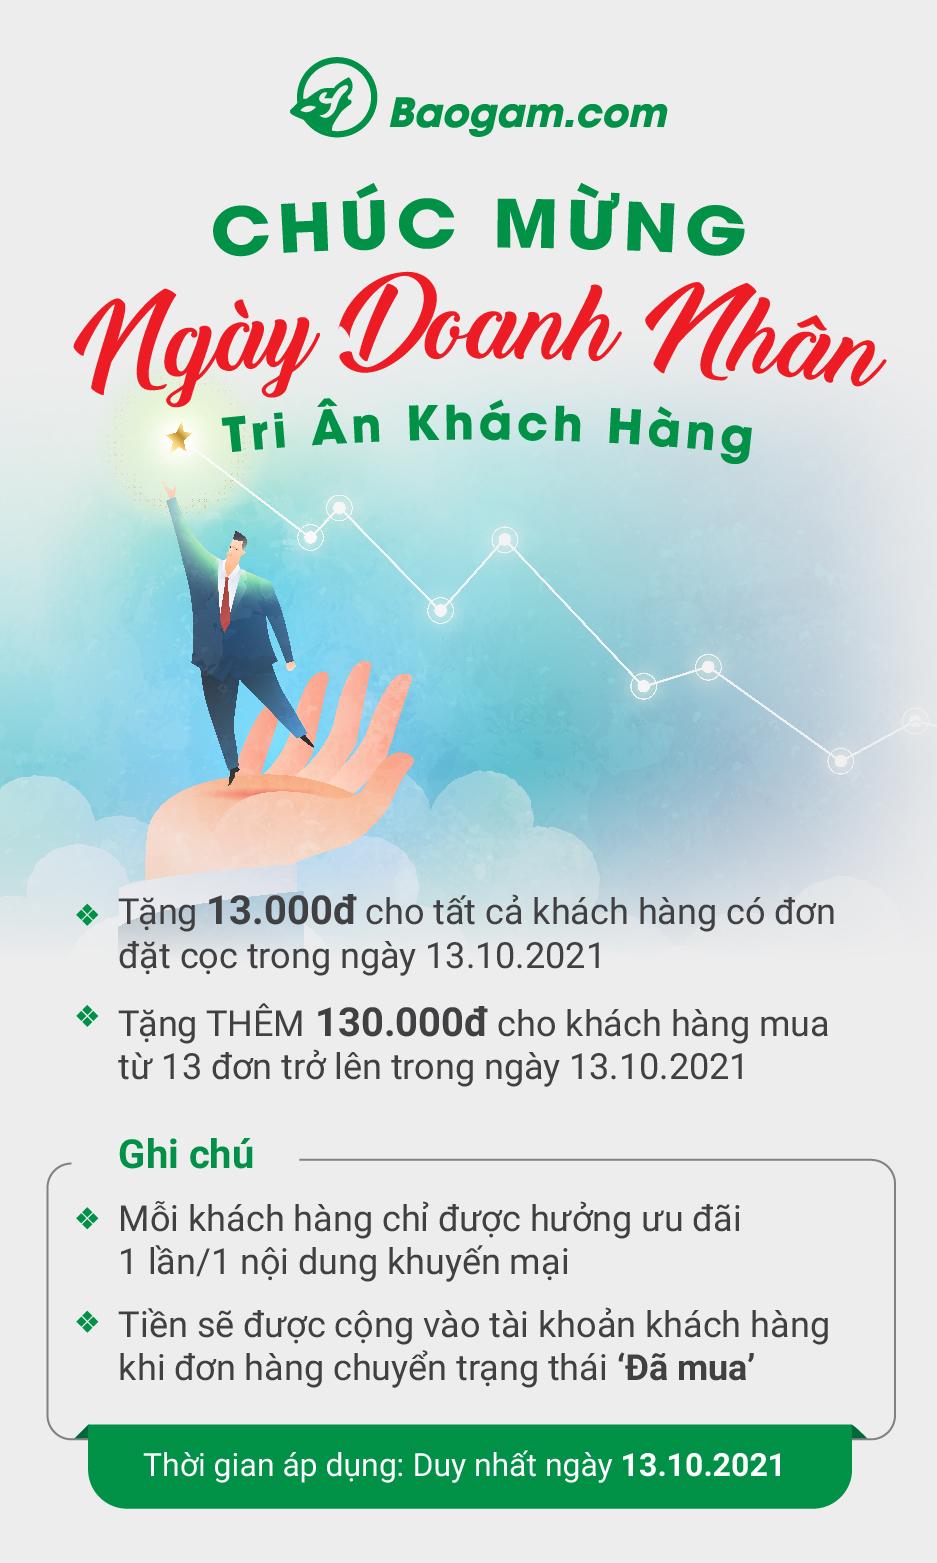 Baogam.com
CHÚC MỪNG
Ngày Doanh Nhân
Tri Ân Khách Hàng
❖ Tặng 13.000đ cho tất cả khách hàng có đơn
đặt cọc trong ngày 13.10.2021
❖ Tặng THÊM 130.000đ cho khách hàng mua
từ 13 đơn trở lên trong ngày 13.10.2021
Ghi chú
❖ Mỗi khách hàng chỉ được hưởng ưu đãi
1 lần/1 nội dung khuyến mại
❖ Tiền sẽ được cộng vào tài khoản khách hàng
khi đơn hàng chuyển trạng thái ‘Đã mua’
Thời gian áp dụng: Duy nhất ngày 13.10.2021